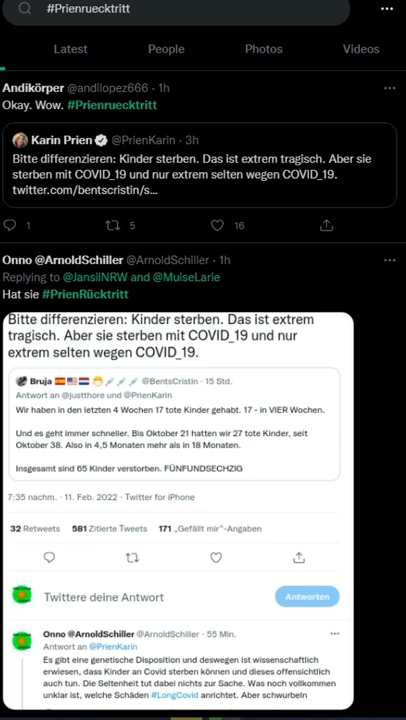 #Prienruecktritt
Latest People Photos Videos
Andikörper @andilopez666 · 1h
Okay. Wow. #Prienruecktritt
Karin Prien @PrienKarin · 3h
Bitte differenzieren: Kinder sterben. Das ist extrem tragisch. Aber sie
sterben mit COVID_19 und nur extrem selten wegen COVID_19.
twitter.com/bentscristin/s...
1 5 16
Onno @ArnoldSchiller @ArnoldSchiller · 1h
Replying to @JansilNRW and @MuiseLarie
Hat sie #PrienRücktritt
Bitte differenzieren: Kinder sterben. Das ist extrem
tragisch. Aber sie sterben mit COVID_19 und nur
extrem selten wegen COVID_19.
Bruja @BentsCristin · 15 Std.
Antwort an @justthore und @PrienKarin
Wir haben in den letzten 4 Wochen 17 tote Kinder gehabt. 17 - in VIER Wochen.
Und es geht immer schneller. Bis Oktober 21 hatten wir 27 tote Kinder, seit
Oktober 38. Also in 4,5 Monaten mehr als in 18 Monaten.
Insgesamt sind 65 Kinder verstorben. FÜNFUNDSECHZIG
7:35 nachm. · 11. Feb. 2022 · Twitter for iPhone
32 Retweets 581 Zitierte Tweets 171 „Gefällt mir"-Angaben
Twittere deine Antwort Antworten
Onno @ArnoldSchiller @ArnoldSchiller · 55 Min.
Antwort an @PrienKarin
Es gibt eine genetische Disposition und deswegen ist wissenschaftlich
erwiesen, dass Kinder an Covid sterben können und dieses offensichtlich
auch tun. Die Seltenheit tut dabei nichts zur Sache. Was noch vollkommen
unklar ist, welche Schäden #LongCovid anrichtet. Aber schwurbeln